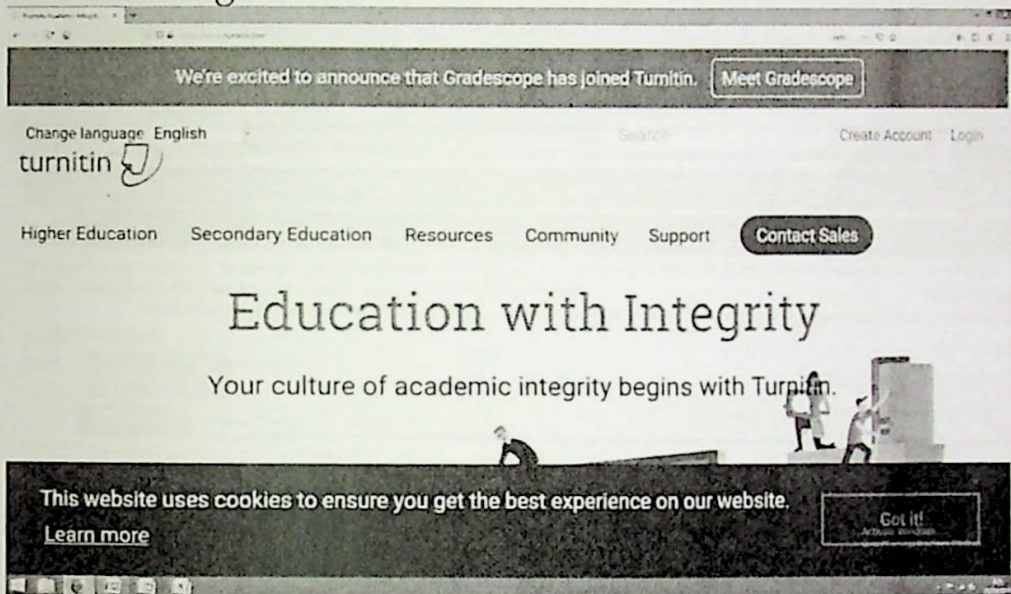 We're excited to announce that Gradescope has joined Turnitin. Meet Gradescope
Change language English Search Create Account Login
turnitin
Higher Education Secondary Education Resources Community Support Contact Sales
Education with Integrity
Your culture of academic integrity begins with Turnitin.
This website uses cookies to ensure you get the best experience on our website.
Learn more
Got it!